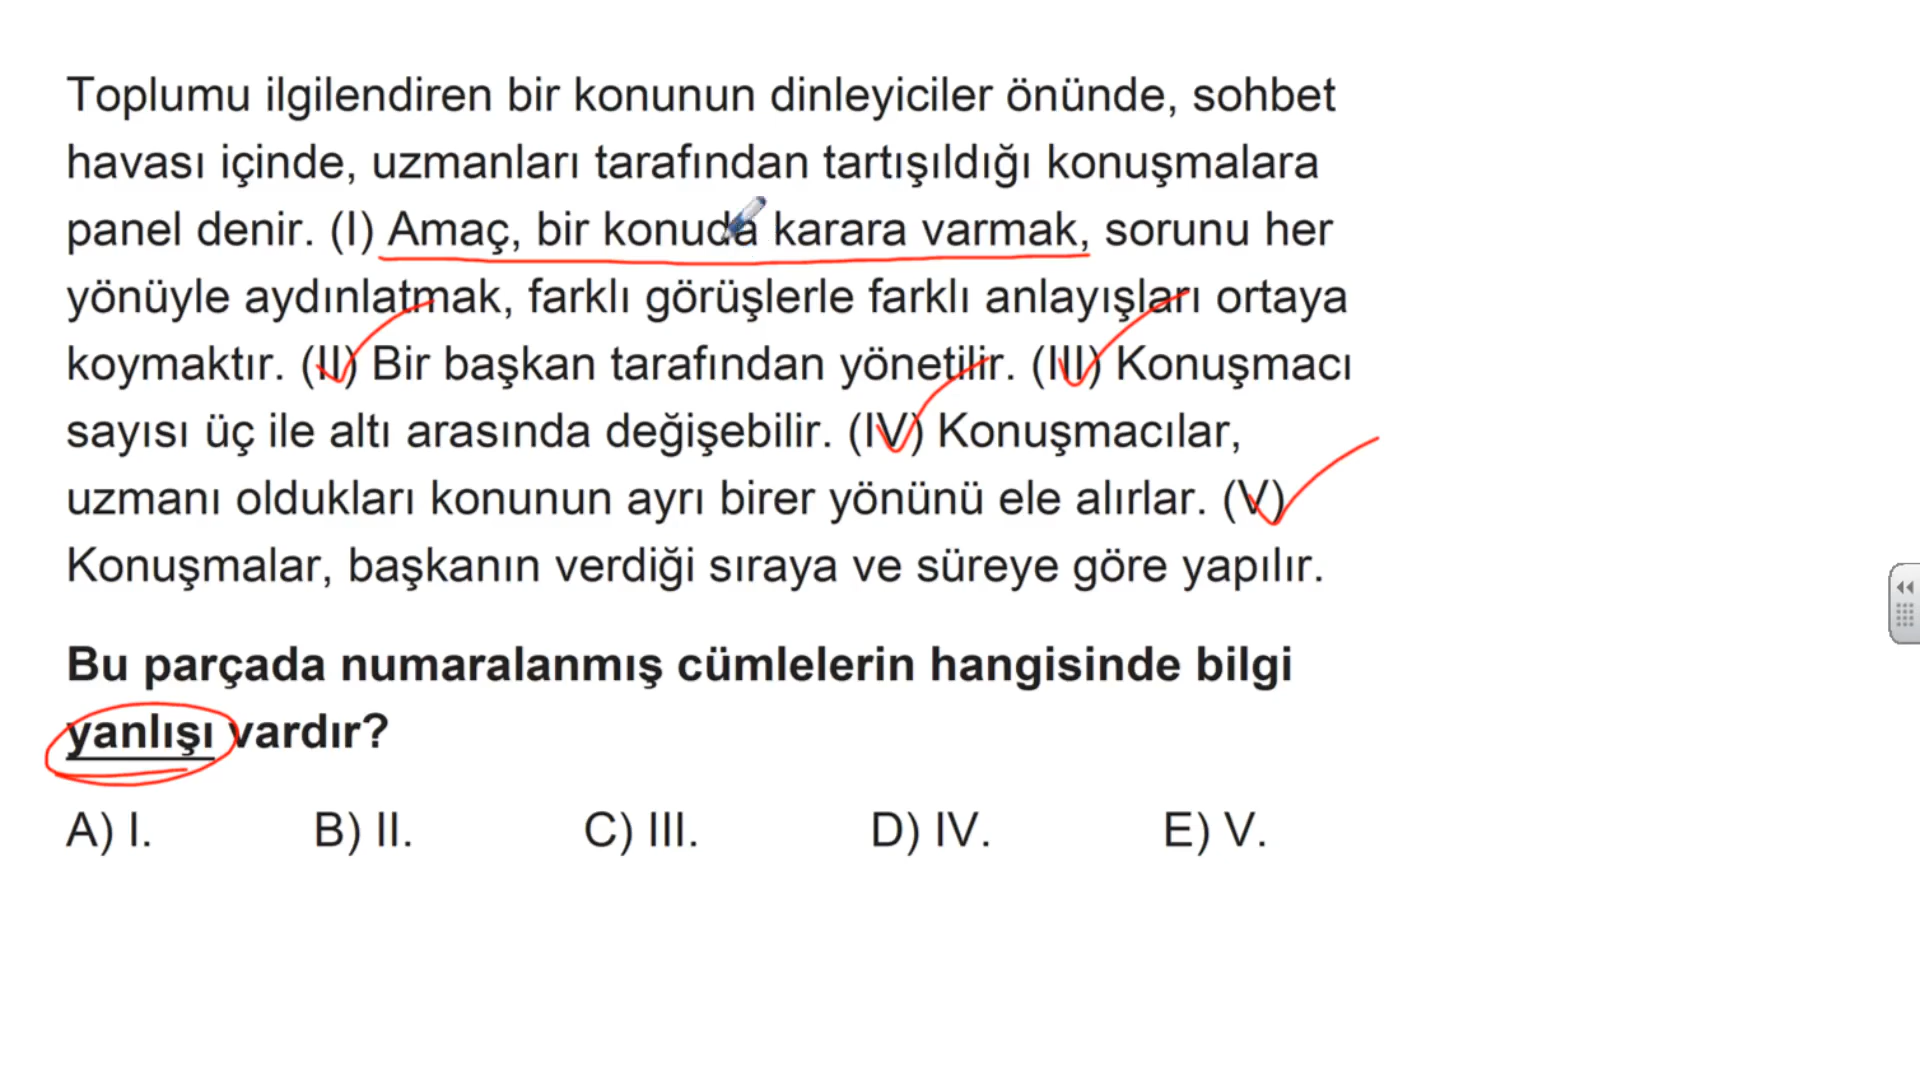 Toplumu ilgilendiren bir konunun dinleyiciler önünde, sohbet
havası içinde, uzmanları tarafından tartışıldığı konuşmalara
panel denir. (I) Amaç, bir konuda karara varmak, sorunu her
yönüyle aydınlatmak, farklı görüşlerle farklı anlayışları ortaya
koymaktır. (II) Bir başkan tarafından yönetilir. (III) Konuşmacı
sayısı üç ile altı arasında değişebilir. (IV) Konuşmacılar,
uzmanı oldukları konunun ayrı birer yönünü ele alırlar. (V)
Konuşmalar, başkanın verdiği sıraya ve süreye göre yapılır.
Bu parçada numaralanmış cümlelerin hangisinde bilgi
yanlışı vardır?
A) I. B) II. C) III. D) IV. E) V.